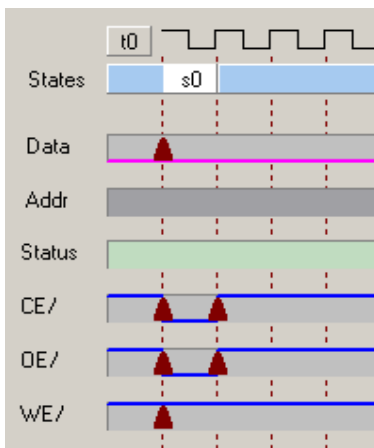 t0
States s0
Data
Addr
Status
CE/
OE/
WE/